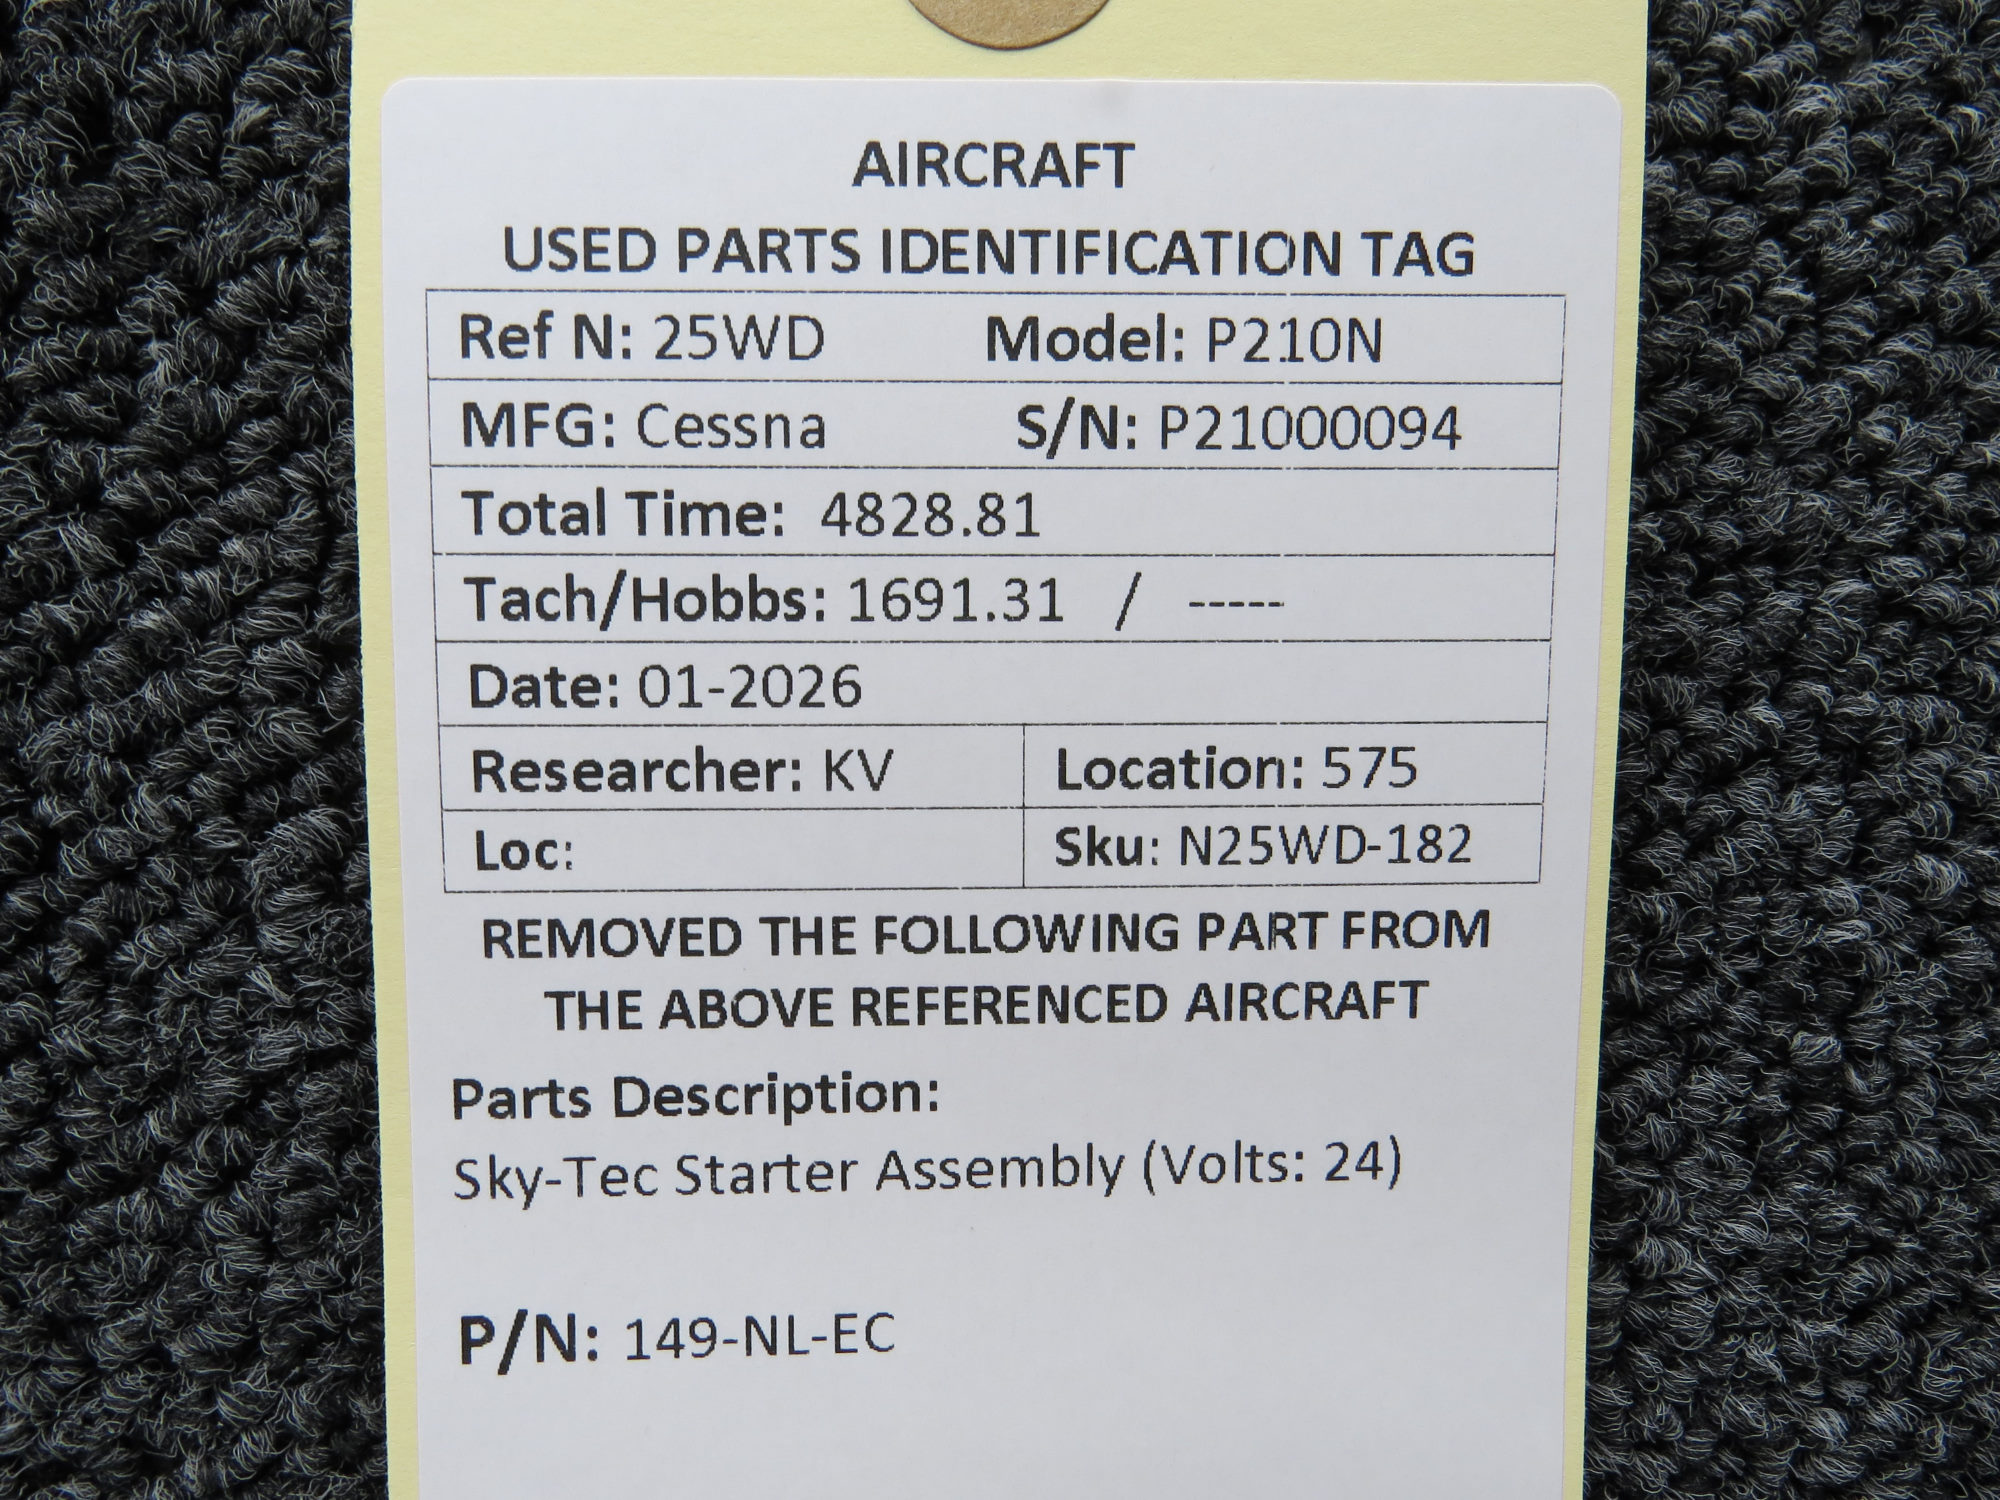 AIRCRAFT
USED PARTS IDENTIFICATION TAG
Ref N: 25WD Model: P210N
MFG: Cessna S/N: P21000094
Total Time: 4828.81
Tach/Hobbs: 1691.31 / -----
Date: 01-2026
Researcher: KV Location: 575
Loc: Sku: N25WD-182
REMOVED THE FOLLOWING PART FROM
THE ABOVE REFERENCED AIRCRAFT
Parts Description:
Sky-Tec Starter Assembly (Volts: 24)
P/N: 149-NL-EC